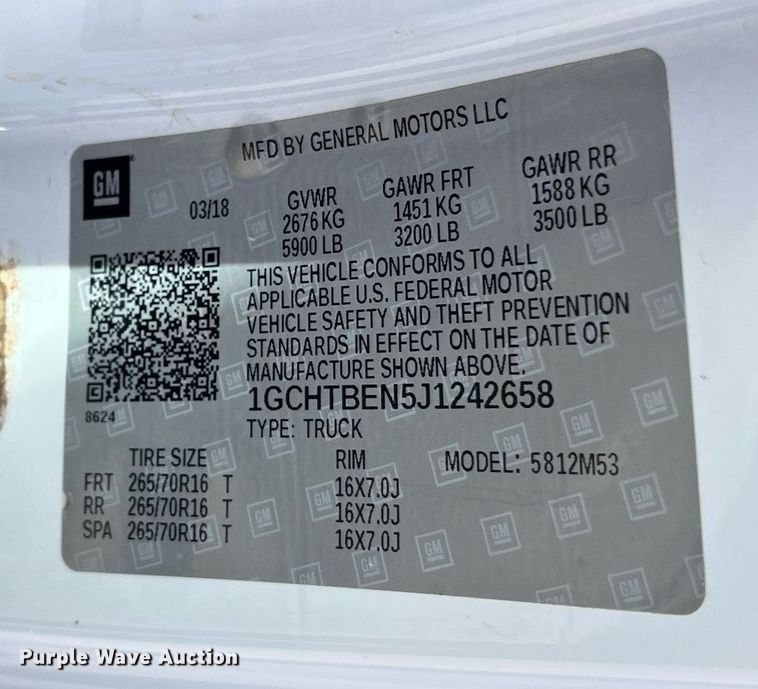 MFD BY GENERAL MOTORS LLC
GM
03/18
GVWR GAWR FRT GAWR RR
2676 KG 1451 KG 1588 KG
5900 LB 3200 LB 3500 LB
THIS VEHICLE CONFORMS TO ALL
APPLICABLE U.S. FEDERAL MOTOR
VEHICLE SAFETY AND THEFT PREVENTION
STANDARDS IN EFFECT ON THE DATE OF
MANUFACTURE SHOWN ABOVE.
8624
1GCHTBEN5J1242658
TYPE: TRUCK
TIRE SIZE RIM MODEL: 5812M53
FRT 265/70R16 T 16X7.0J
RR 265/70R16 T 16X7.0J
SPA 265/70R16 T 16X7.0J
Purple Wave Auction